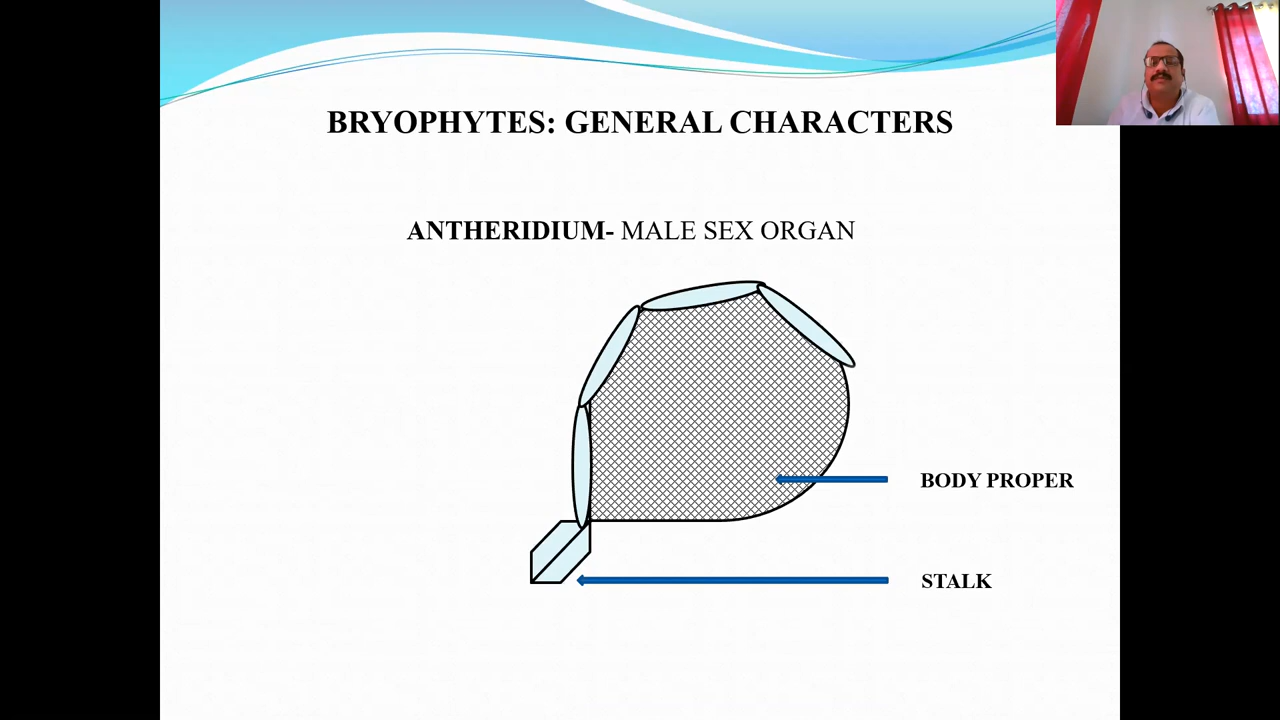 BRYOPHYTES: GENERAL CHARACTERS
ANTHERIDIUM- MALE SEX ORGAN
BODY PROPER
STALK